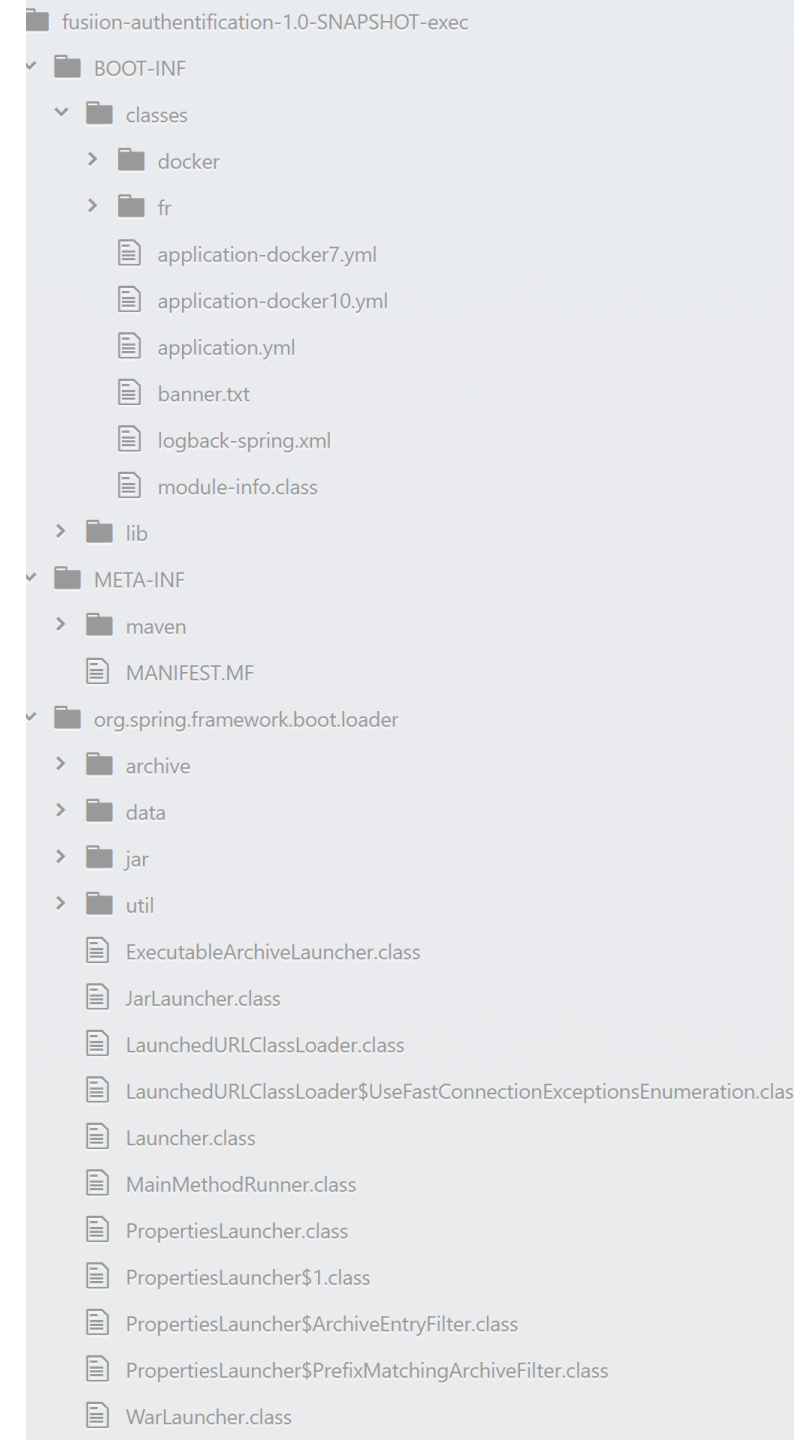 fusiion-authentification-1.0-SNAPSHOT-exec
BOOT-INF
classes
docker
fr
application-docker7.yml
application-docker10.yml
application.yml
banner.txt
logback-spring.xml
module-info.class
lib
META-INF
maven
MANIFEST.MF
org.spring.framework.boot.loader
archive
data
jar
util
ExecutableArchiveLauncher.class
JarLauncher.class
LaunchedURLClassLoader.class
LaunchedURLClassLoader$UseFastConnectionExceptionsEnumeration.clas
Launcher.class
MainMethodRunner.class
PropertiesLauncher.class
PropertiesLauncher$1.class
PropertiesLauncher$ArchiveEntryFilter.class
PropertiesLauncher$PrefixMatchingArchiveFilter.class
WarLauncher.class